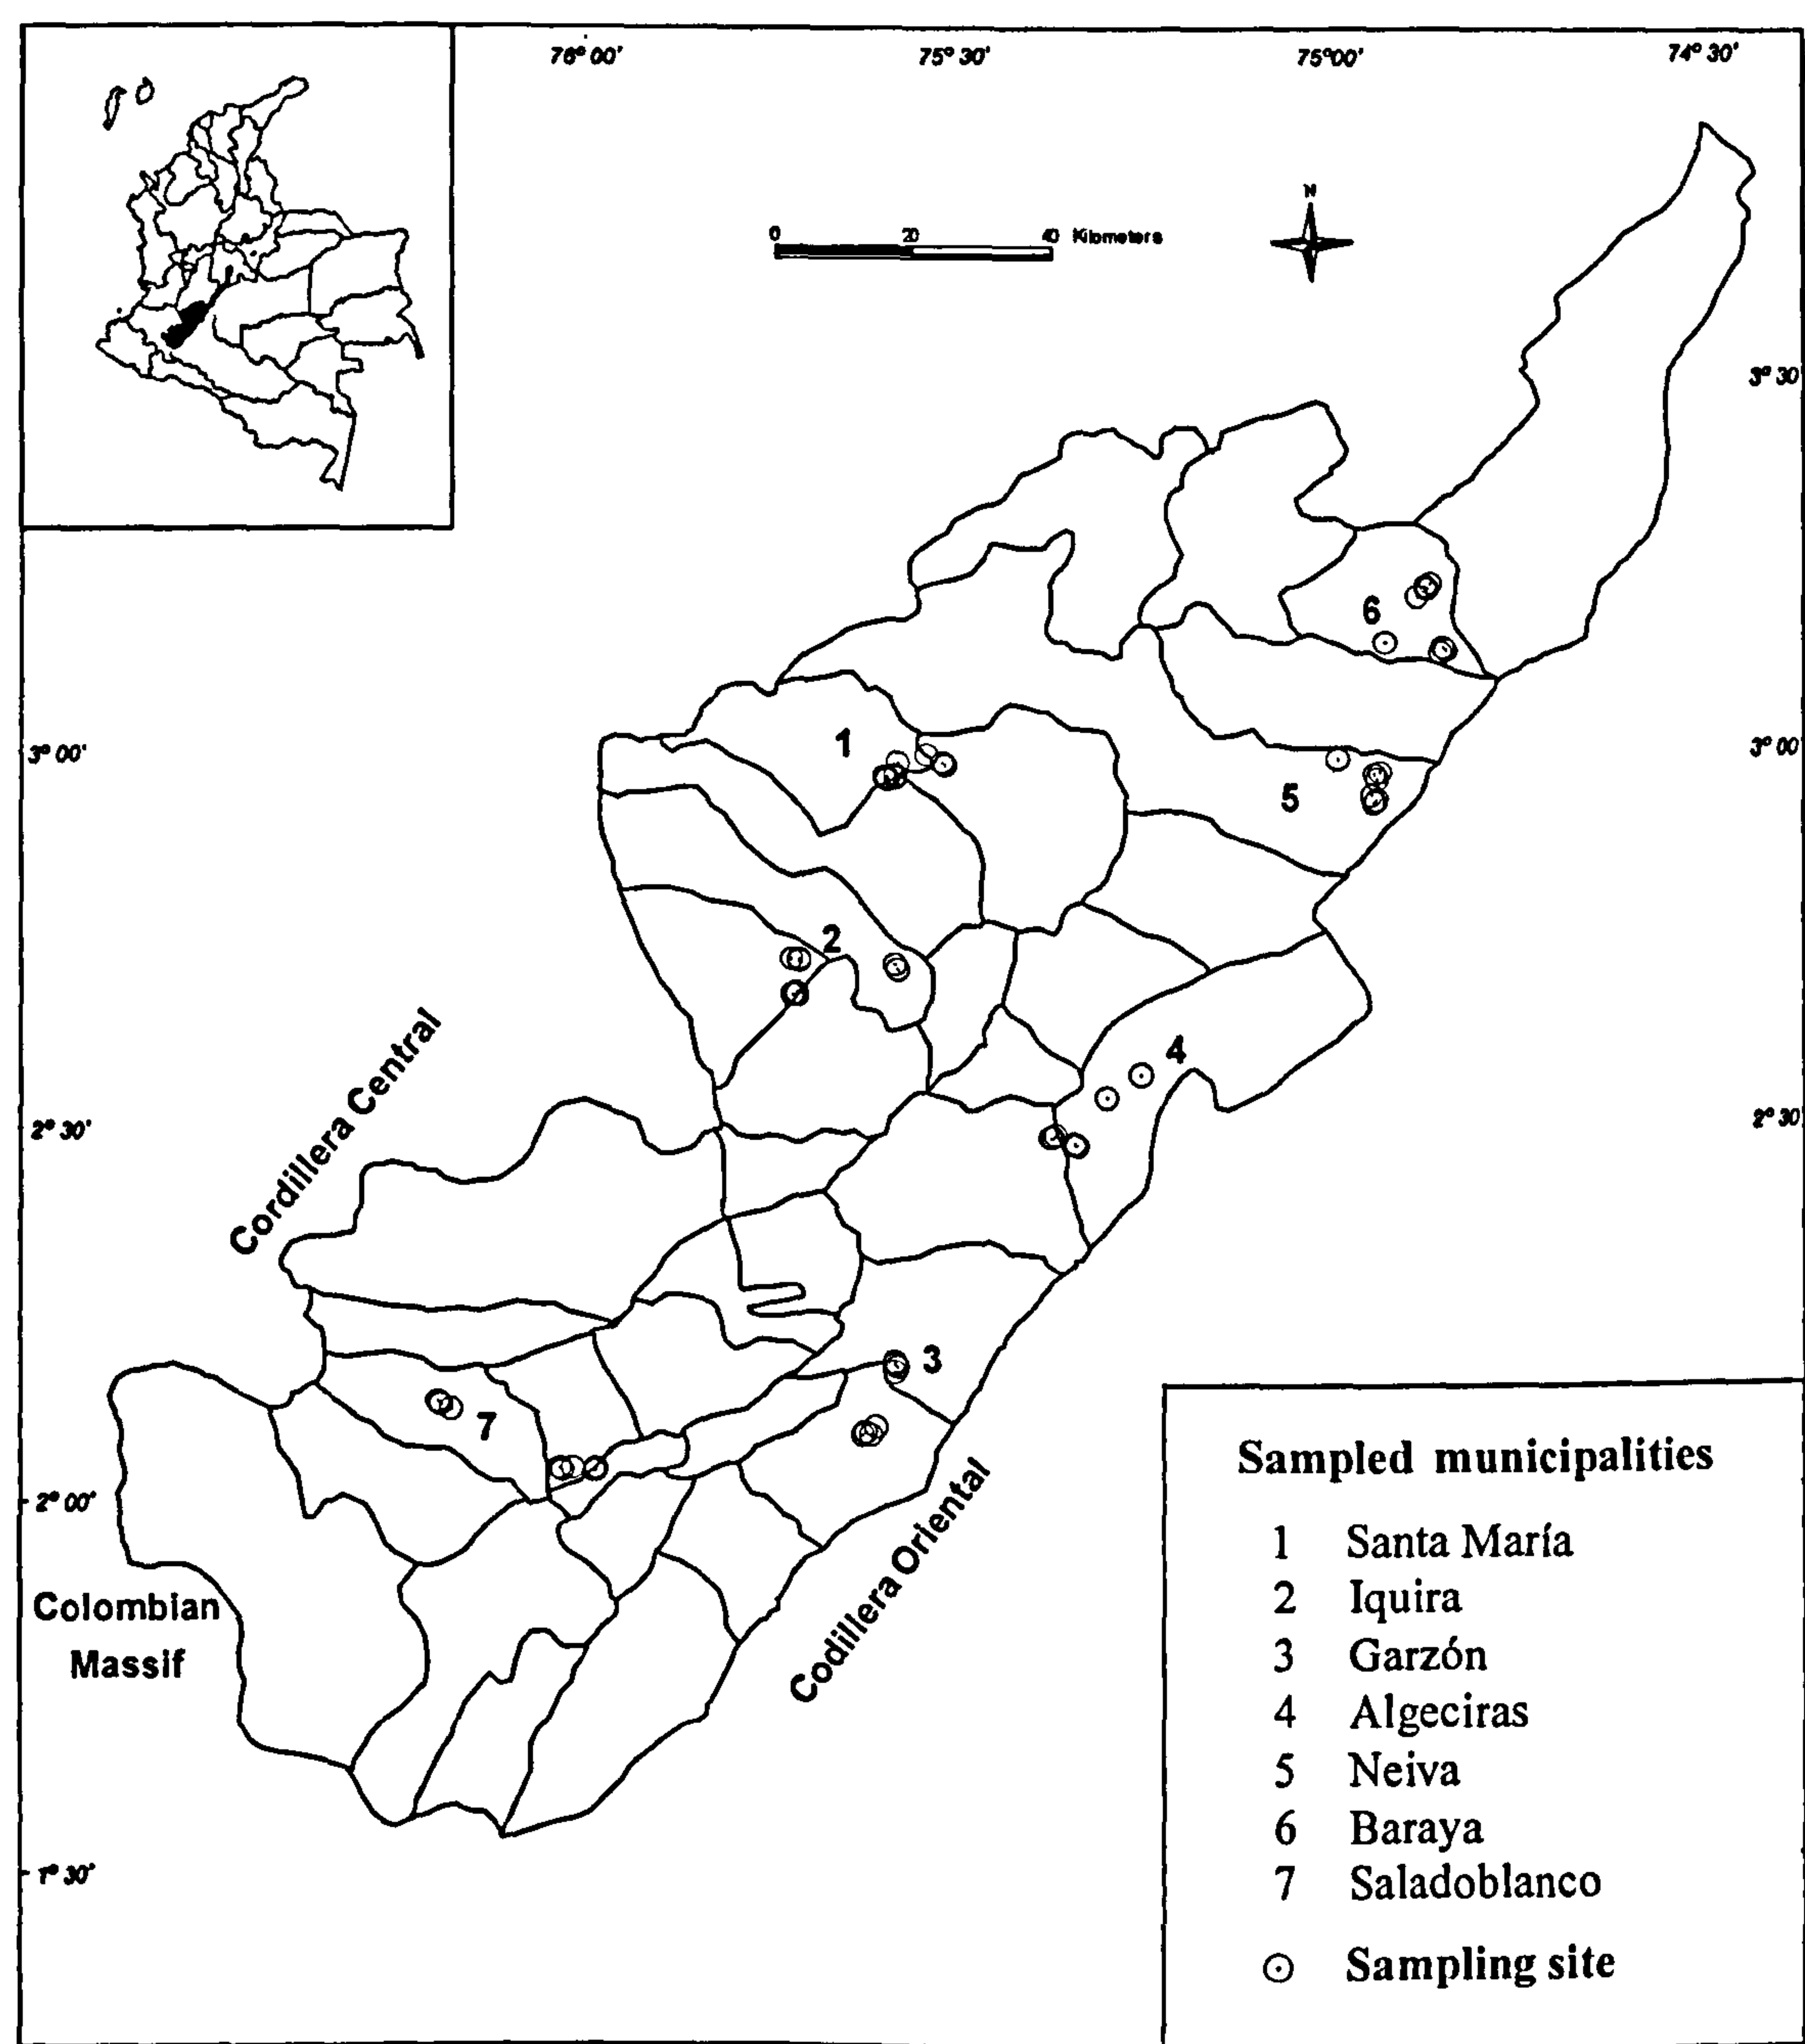 76° 00' 75° 30' 75° 00' 74° 30'
N
0 20 40 Kilometers
3° 30
6
1
3° 00' 3° 00'
5
2
Cordillera Central
4
2° 30' 2° 30'
3
7
2° 00'
Codillera Oriental
Colombian
Massif
1° 30'
Sampled municipalities
1 Santa María
2 Iquira
3 Garzón
4 Algeciras
5 Neiva
6 Baraya
7 Saladoblanco
Sampling site